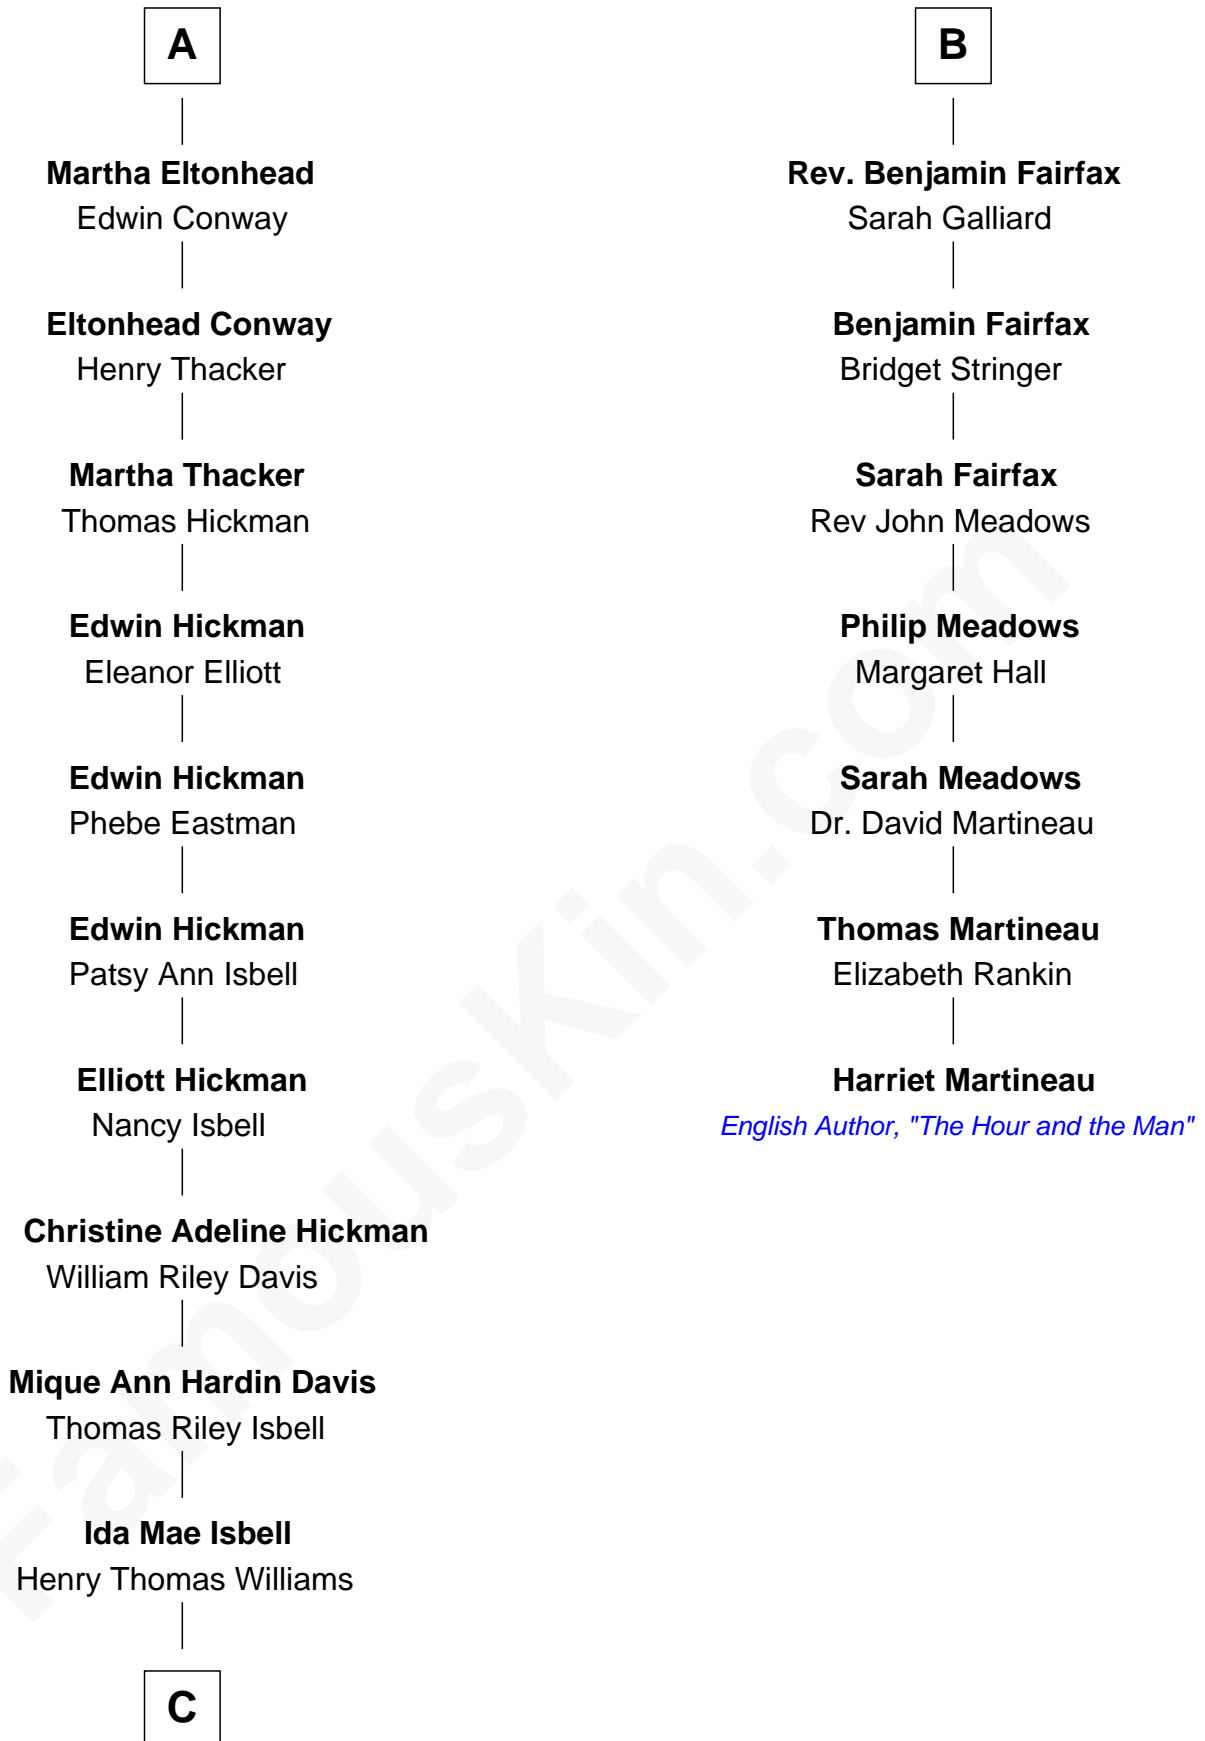 A
Martha Eltonhead
Edwin Conway
Eltonhead Conway
Henry Thacker
Martha Thacker
Thomas Hickman
Edwin Hickman
Eleanor Elliott
Edwin Hickman
Phebe Eastman
Edwin Hickman
Patsy Ann Isbell
Elliott Hickman
Nancy Isbell
Christine Adeline Hickman
William Riley Davis
Mique Ann Hardin Davis
Thomas Riley Isbell
Ida Mae Isbell
Henry Thomas Williams
C
B
Rev. Benjamin Fairfax
Sarah Galliard
Benjamin Fairfax
Bridget Stringer
Sarah Fairfax
Rev John Meadows
Philip Meadows
Margaret Hall
Sarah Meadows
Dr. David Martineau
Thomas Martineau
Elizabeth Rankin
Harriet Martineau
English Author, "The Hour and the Man"
FamousKin.com